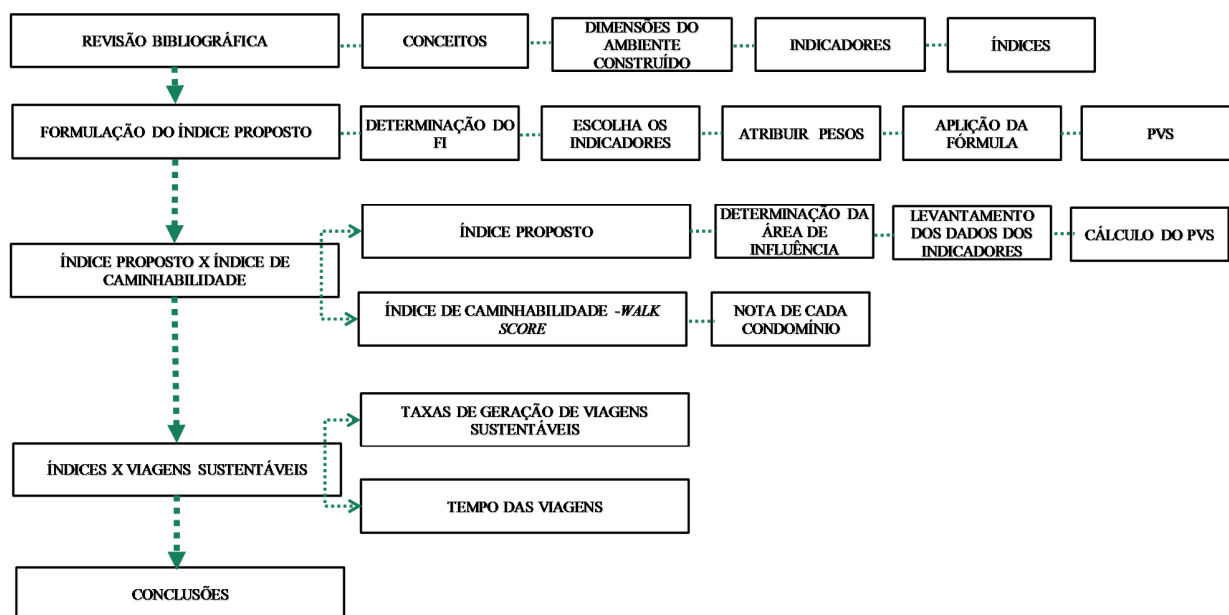 REVISÃO BIBLIOGRÁFICA
CONCEITOS
DIMENSÕES DO
AMBIENTE
CONSTRUÍDO
INDICADORES
ÍNDICES
FORMULAÇÃO DO ÍNDICE PROPOSTO
DETERMINAÇÃO DO
FI
ESCOLHA OS
INDICADORES
ATRIBUIR PESOS
APLIÇÃO DA
FÓRMULA
PVS
ÍNDICE PROPOSTO X ÍNDICE DE
CAMINHABILIDADE
ÍNDICE PROPOSTO
DETERMINAÇÃO DA
ÁREA DE
INFLUÊNCIA
LEVANTAMENTO
DOS DADOS DOS
INDICADORES
CÁLCULO DO PVS
ÍNDICE DE CAMINHABILIDADE -WALK
SCORE
NOTA DE CADA
CONDOMÍNIO
ÍNDICES X VIAGENS SUSTENTÁVEIS
TAXAS DE GERAÇÃO DE VIAGENS
SUSTENTÁVEIS
TEMPO DAS VIAGENS
CONCLUSÕES